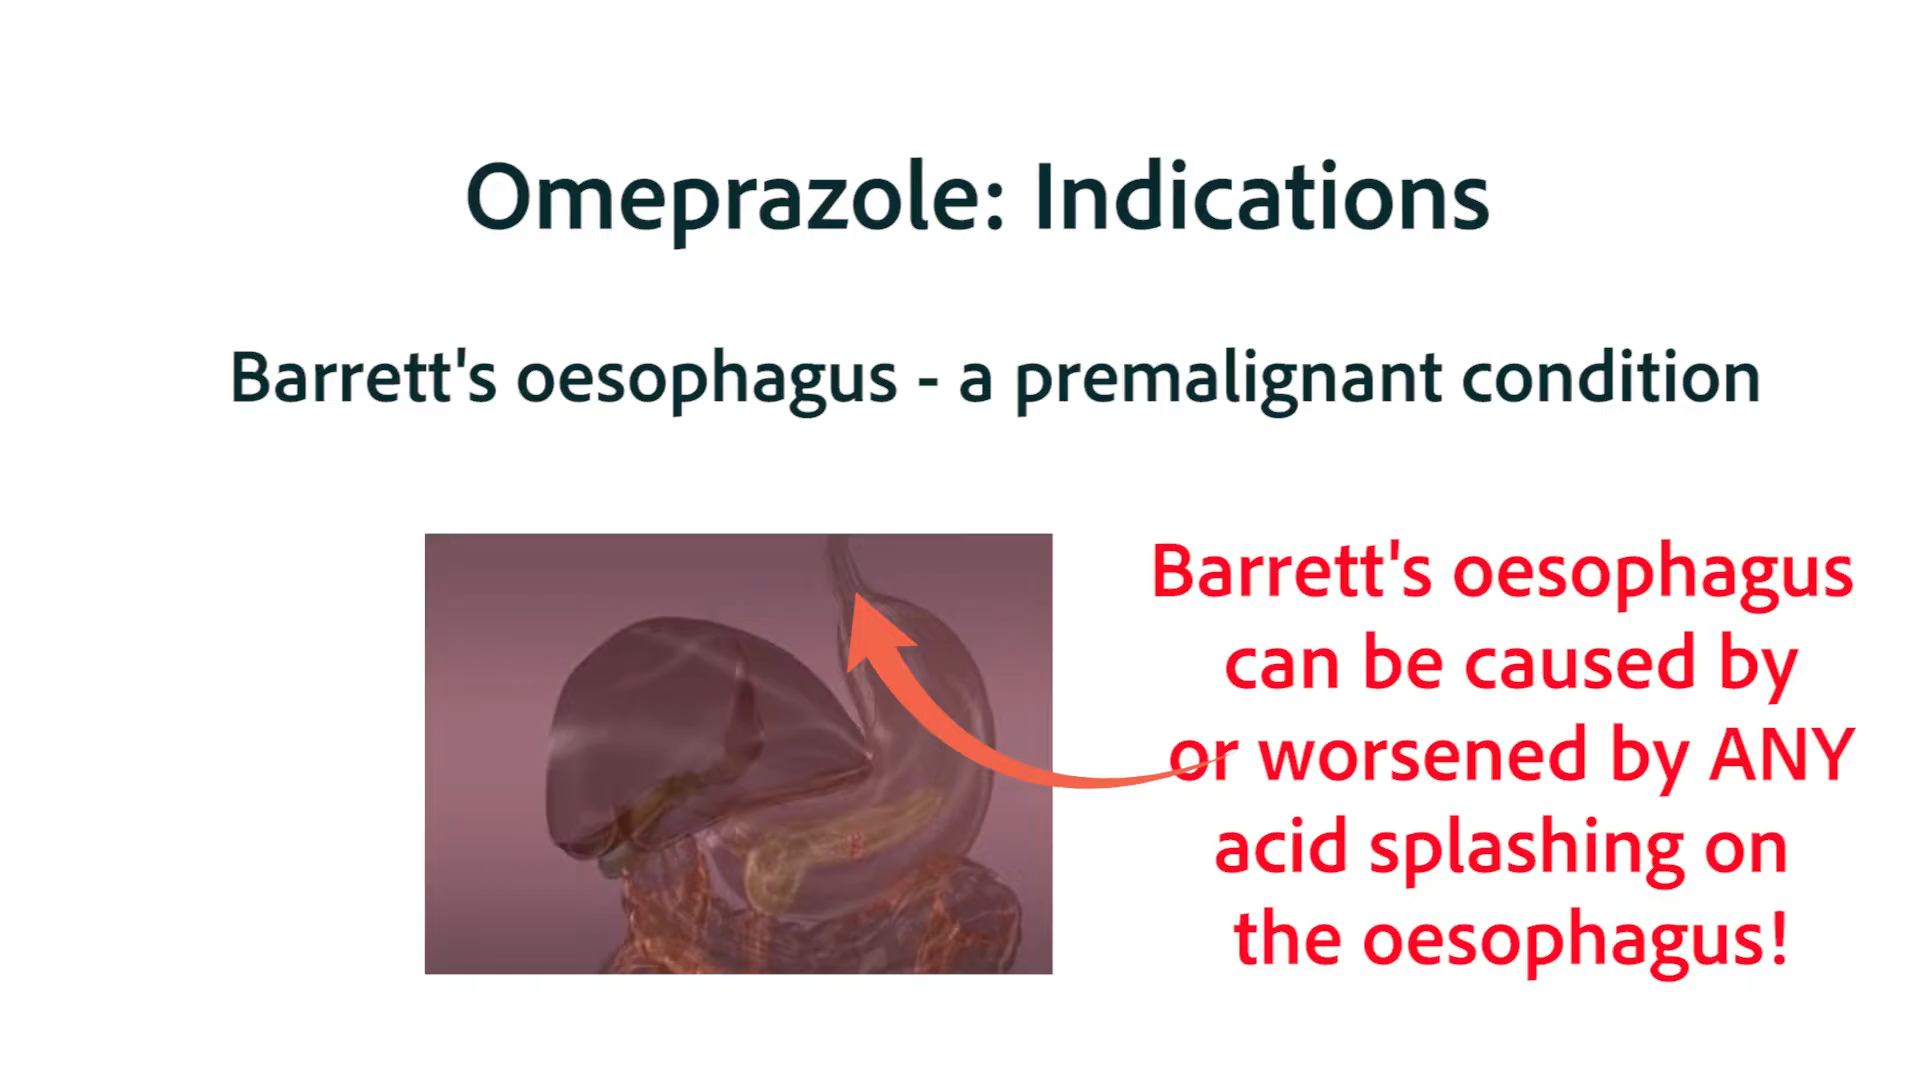 Omeprazole: Indications
Barrett's oesophagus - a premalignant condition
Barrett's oesophagus
can be caused by
or worsened by ANY
acid splashing on
the oesophagus!